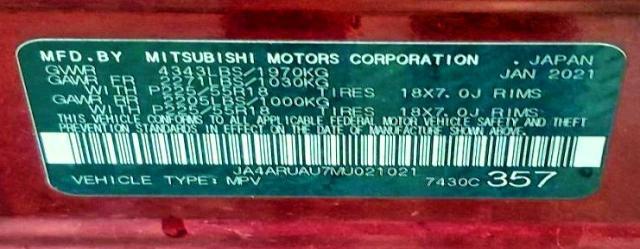 MFD.BY MITSUBISHI MOTORS CORPORATION. JAPAN
GVWR 4343LBS/1970KG JAN 2021
GAWR FR 2271LBS/1030KG
WITH P225/55R18 TIRES 18X7.0J RIMS
GAWR RR 2205LBS/1000KG
WITH P225/55R18 TIRES 18X7.0J RIMS
THIS VEHICLE CONFORMS TO ALL APPLICABLE FEDERAL MOTOR VEHICLE SAFETY AND THEFT
PREVENTION STANDARDS IN EFFECT ON THE DATE OF MANUFACTURE SHOWN ABOVE.
JA4ARUAU7MU021021
VEHICLE TYPE: MPV 7430C 357